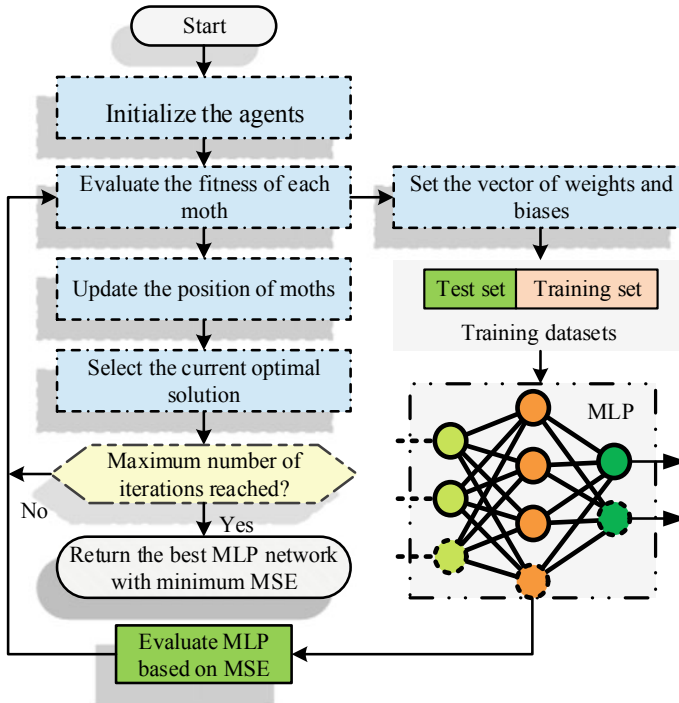 Start
Initialize the agents
Evaluate the fitness of each
moth
Set the vector of weights and
biases
Update the position of moths
Test set
Training set
Training datasets
Select the current optimal
solution
MLP
Maximum number of
iterations reached?
No
Yes
Return the best MLP network
with minimum MSE
Evaluate MLP
based on MSE